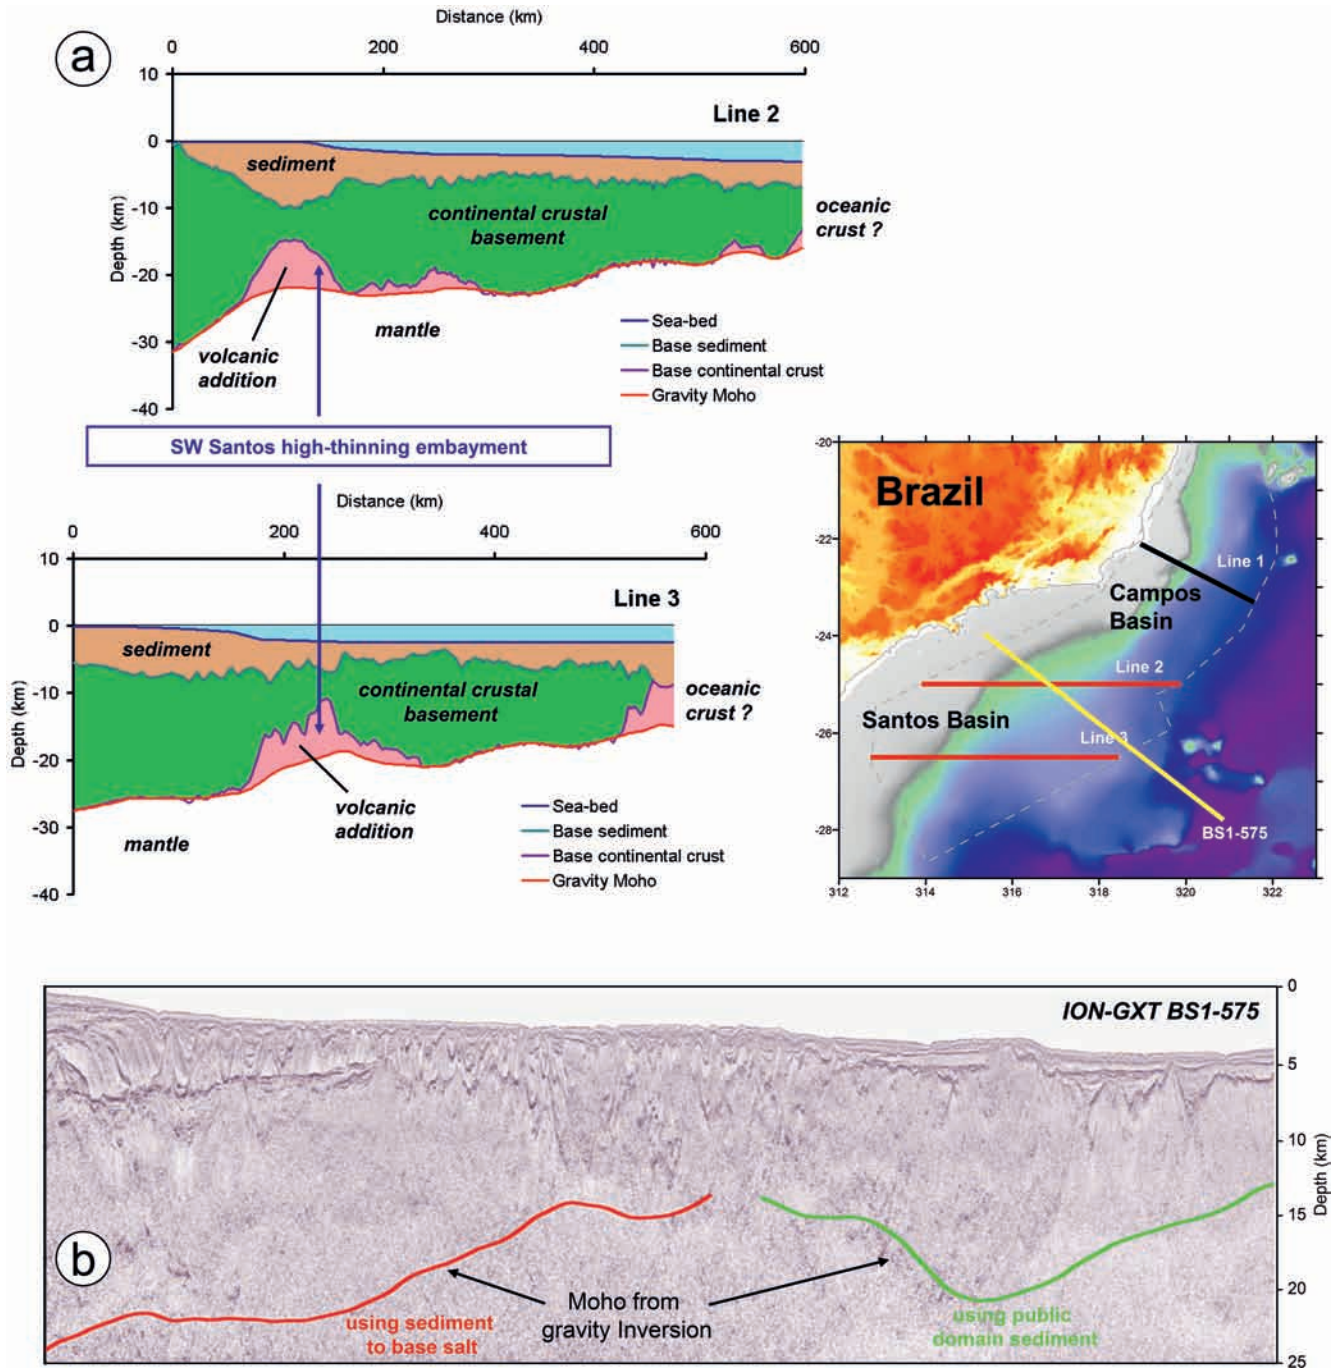 a
Distance (km)
0 200 400 600
10
0
-10
-20
-30
-40
Depth (km)
Line 2
sediment
continental crustal
basement
oceanic
crust ?
volcanic
addition
mantle
Sea-bed
Base sediment
Base continental crust
Gravity Moho
SW Santos high-thinning embayment
Distance (km)
0 200 400 600
10
0
-10
-20
-30
-40
Depth (km)
Line 3
sediment
continental crustal
basement
oceanic
crust ?
volcanic
addition
mantle
Sea-bed
Base sediment
Base continental crust
Gravity Moho
-20
-22
-24
-26
-28
312 314 316 318 320 322
Brazil
Line 1
Campos
Basin
Line 2
Santos Basin
Line 3
BS1-575
ION-GXT BS1-575
0
5
10
15
20
25
Depth (km)
b
using sediment
to base salt
Moho from
gravity Inversion
using public
domain sediment